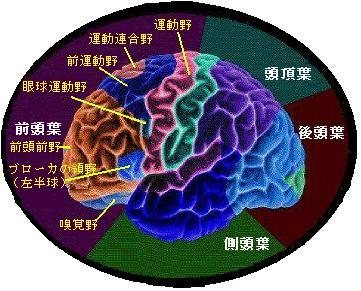 運動野
運動連合野
前運動野
眼球運動野
頭頂葉
前頭葉
後頭葉
前頭前野
ブローカの領野
(左半球)
嗅覚野
側頭葉